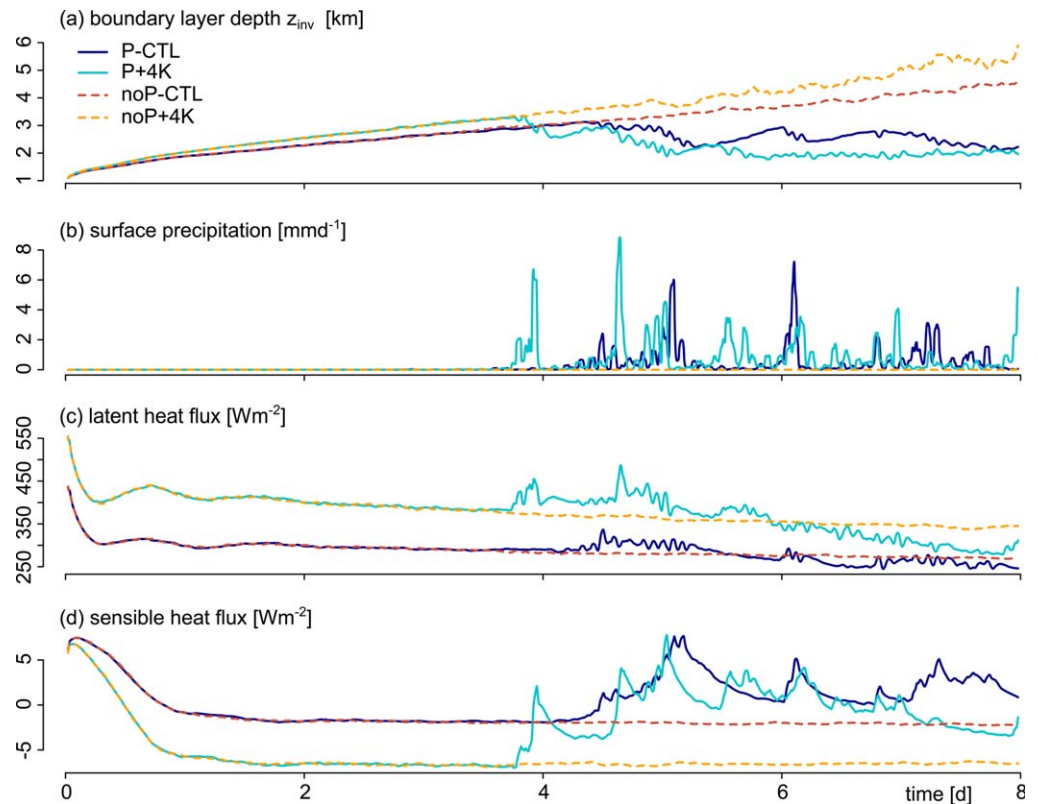 (a) boundary layer depth z_inv [km]
6
5
4
3
2
1
P-CTL
P+4K
noP-CTL
noP+4K
(b) surface precipitation [mmd⁻¹]
8
6
4
2
0
(c) latent heat flux [Wm⁻²]
550
450
350
250
(d) sensible heat flux [Wm⁻²]
5
0
-5
0 2 4 6 time [d] 8